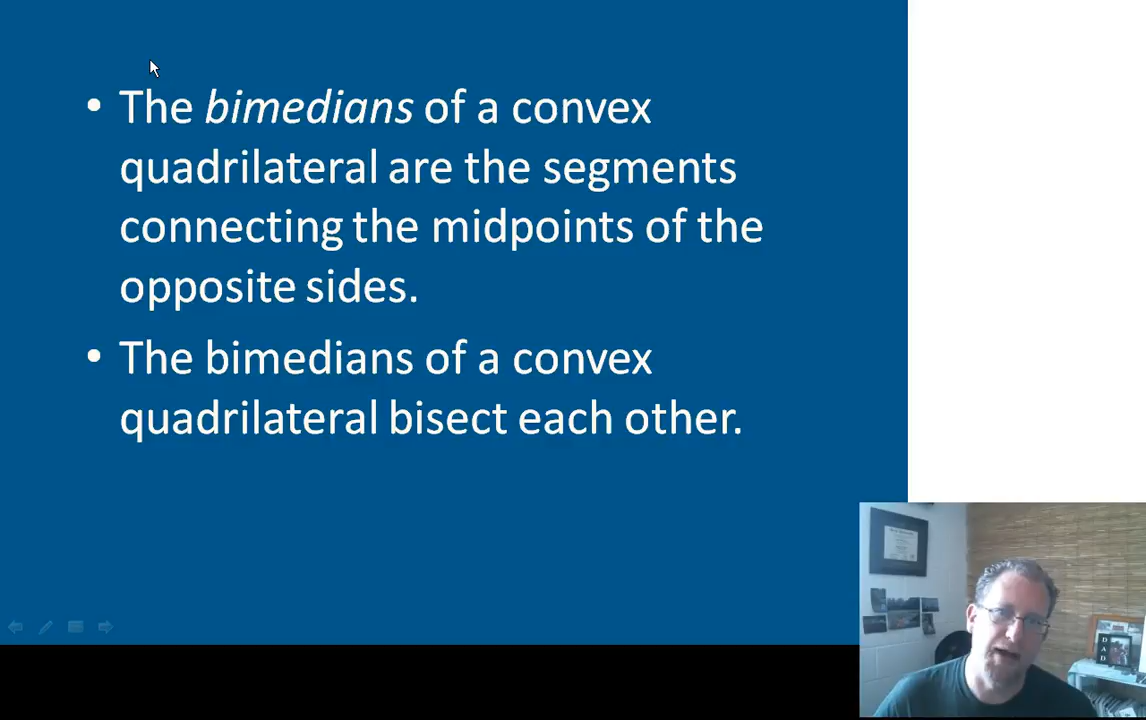 • The bimedians of a convex
quadrilateral are the segments
connecting the midpoints of the
opposite sides.
• The bimedians of a convex
quadrilateral bisect each other.
DAD